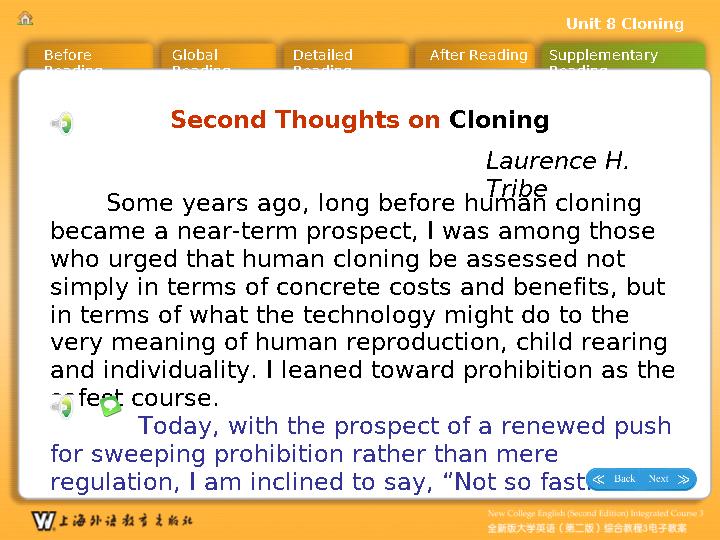 Unit 8 Cloning
Before Reading
Global Reading
Detailed Reading
After Reading
Supplementary Reading
Second Thoughts on Cloning
Laurence H.
Tribe
Some years ago, long before human cloning
became a near-term prospect, I was among those
who urged that human cloning be assessed not
simply in terms of concrete costs and benefits, but
in terms of what the technology might do to the
very meaning of human reproduction, child rearing
and individuality. I leaned toward prohibition as the
safest course.
Today, with the prospect of a renewed push
for sweeping prohibition rather than mere
regulation, I am inclined to say, “Not so fast.
Back Next
上海外语教育出版社
New College English (Second Edition) Integrated Course 3
全新版大学英语（第二版）综合教程3电子教案